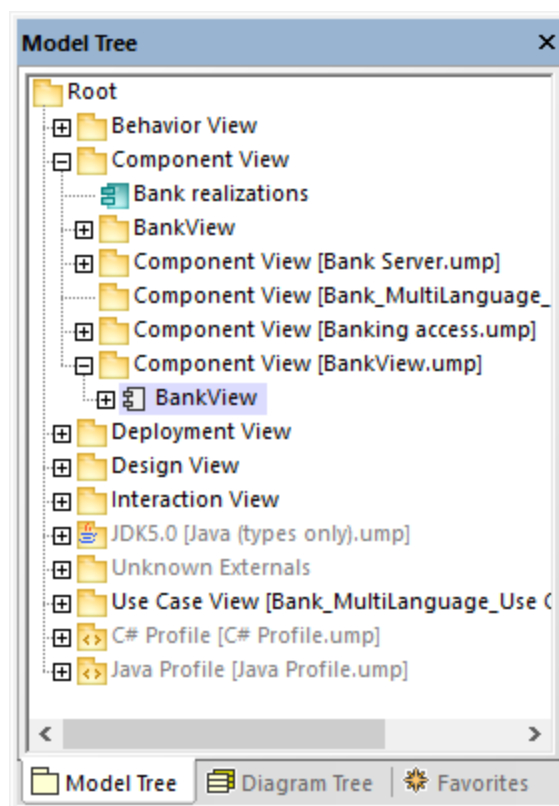 Model Tree
Root
Behavior View
Component View
Bank realizations
BankView
Component View [Bank Server.ump]
Component View [Bank_MultiLanguage_
Component View [Banking access.ump]
Component View [BankView.ump]
BankView
Deployment View
Design View
Interaction View
JDK5.0 [Java (types only).ump]
Unknown Externals
Use Case View [Bank_MultiLanguage_Use
C# Profile [C# Profile.ump]
Java Profile [Java Profile.ump]
Model Tree Diagram Tree Favorites